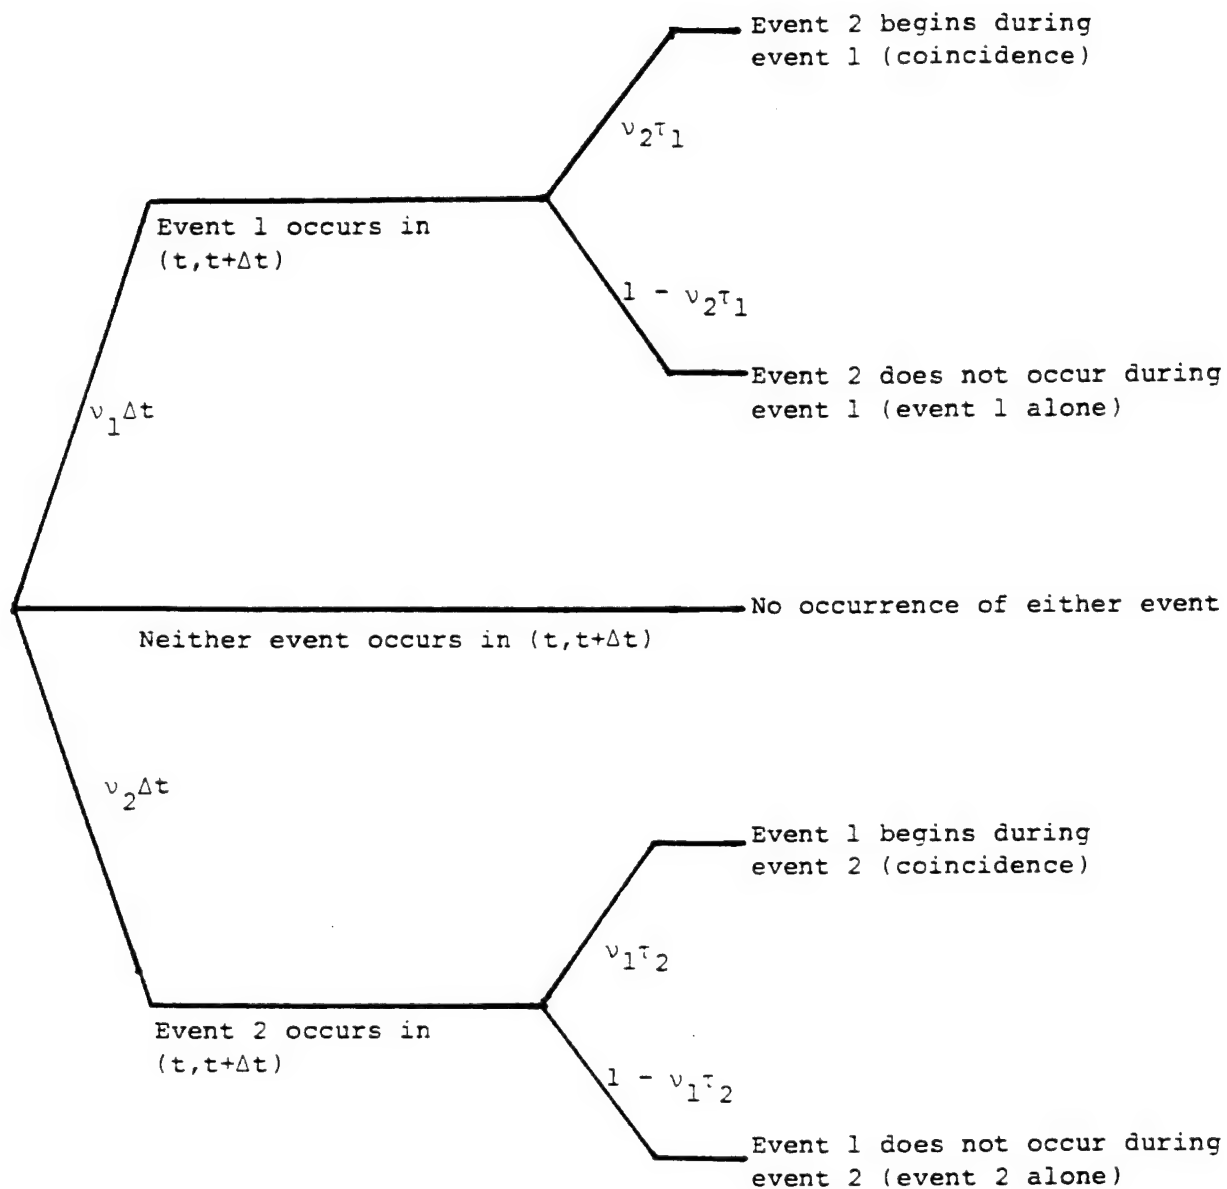 Event 2 begins during
event 1 (coincidence)
ν₂τ₁
Event 1 occurs in
(t,t+Δt)
1 - ν₂τ₁
Event 2 does not occur during
event 1 (event 1 alone)
ν₁Δt
No occurrence of either event
Neither event occurs in (t,t+Δt)
ν₂Δt
Event 1 begins during
event 2 (coincidence)
ν₁τ₂
Event 2 occurs in
(t,t+Δt)
1 - ν₁τ₂
Event 1 does not occur during
event 2 (event 2 alone)